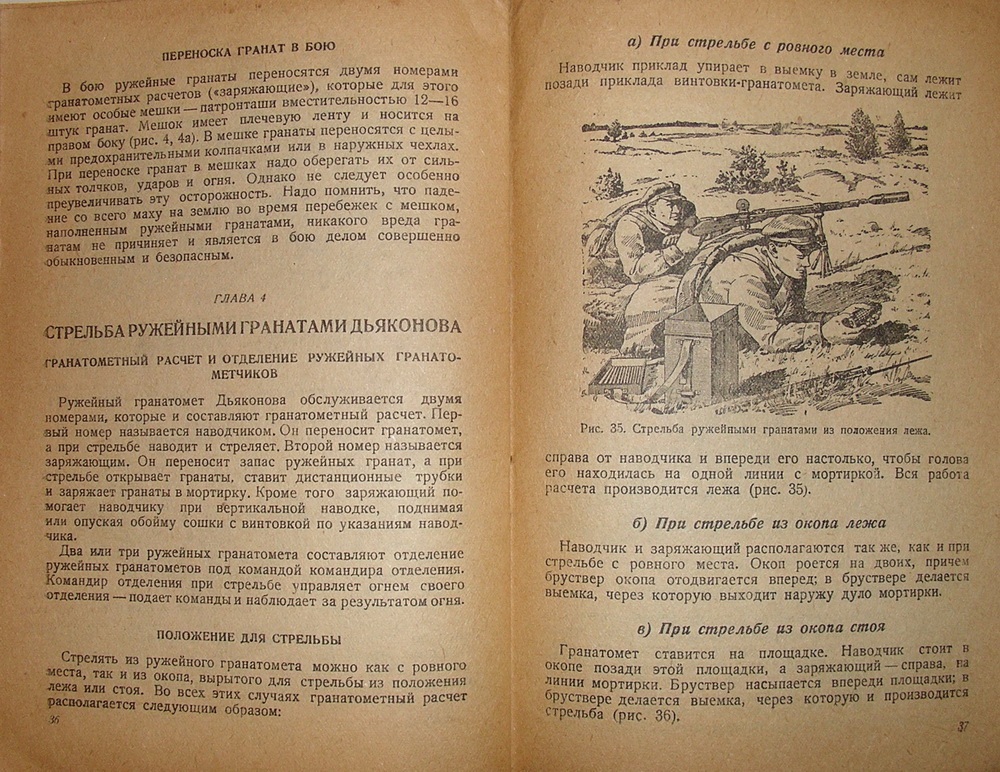 ПЕРЕНОСКА ГРАНАТ В БОЮ
В бою ружейные гранаты переносятся двумя номерами
гранатометных расчетов («заряжающие»), которые для этого
имеют особые мешки — патронташи вместительностью 12—16
штук гранат. Мешок имеет плечевую ленту и носится на
правом боку (рис. 4, 4а). В мешке гранаты переносятся с целы-
ми предохранительными колпачками или в наружных чехлах.
При переноске гранат в мешках надо оберегать их от силь-
ных толчков, ударов и огня. Однако не следует особенно
преувеличивать эту осторожность. Надо помнить, что паде-
ние со всего маху на землю во время перебежек с мешком,
наполненным ружейными гранатами, никакого вреда гра-
натам не причиняет и является в бою делом совершенно
обыкновенным и безопасным.
ГЛАВА 4
СТРЕЛЬБА РУЖЕЙНЫМИ ГРАНАТАМИ ДЬЯКОНОВА
ГРАНАТОМЕТНЫЙ РАСЧЕТ И ОТДЕЛЕНИЕ РУЖЕЙНЫХ ГРАНАТО-
МЕТЧИКОВ
Ружейный гранатомет Дьяконова обслуживается двумя
номерами, которые и составляют гранатометный расчет. Пер-
вый номер называется наводчиком. Он переносит гранатомет,
а при стрельбе наводит и стреляет. Второй номер называется
заряжающим. Он переносит запас ружейных гранат, а при
стрельбе открывает гранаты, ставит дистанционные трубки
и заряжает гранаты в мортирку. Кроме того заряжающий по-
могает наводчику при вертикальной наводке, поднимая
или опуская обойму сошки с винтовкой по указаниям навод-
чика.
Два или три ружейных гранатомета составляют отделение
ружейных гранатометов под командой командира отделения.
Командир отделения при стрельбе управляет огнем своего
отделения — подает команды и наблюдает за результатом огня.
ПОЛОЖЕНИЕ ДЛЯ СТРЕЛЬБЫ
Стрелять из ружейного гранатомета можно как с ровного
места, так и из окопа, вырытого для стрельбы из положения
лежа или стоя. Во всех этих случаях гранатометный расчет
располагается следующим образом:
36
а) При стрельбе с ровного места
Наводчик приклад упирает в выемку в земле, сам лежит
позади приклада винтовки-гранатомета. Заряжающий лежит
Рис. 35. Стрельба ружейными гранатами из положения лежа.
справа от наводчика и впереди его настолько, чтобы голова
его находилась на одной линии с мортиркой. Вся работа
расчета производится лежа (рис. 35).
б) При стрельбе из окопа лежа
Наводчик и заряжающий располагаются так же, как и при
стрельбе с ровного места. Окоп роется на двоих, причем
бруствер окопа отодвигается вперед; в бруствере делается
выемка, через которую выходит наружу дуло мортирки.
в) При стрельбе из окопа стоя
Гранатомет ставится на площадке. Наводчик стоит в
окопе позади этой площадки, а заряжающий — справа, на
линии мортирки. Бруствер насыпается впереди площадки; в
бруствере делается выемка, через которую и производится
стрельба (рис. 36).
37